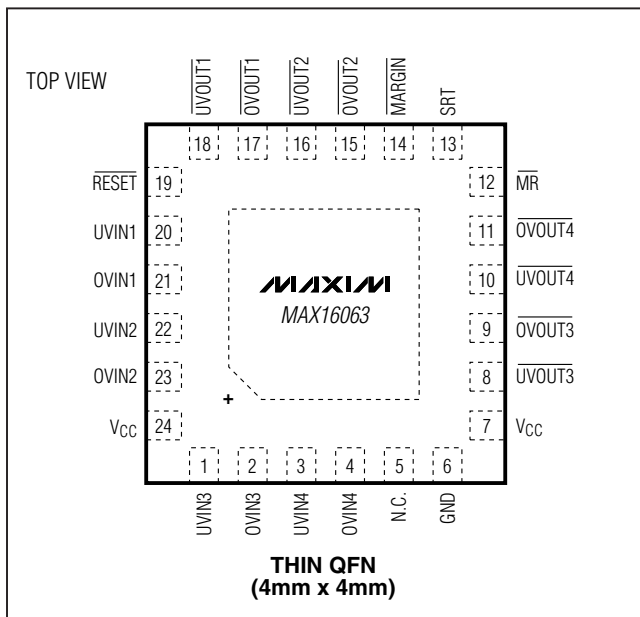 TOP VIEW
UVOUT1 OVOUT1 UVOUT2 OVOUT2 MARGIN SRT
18 17 16 15 14 13
RESET 19
12 MR
UVIN1 20
11 OVOUT4
OVIN1 21
10 UVOUT4
UVIN2 22
9 OVOUT3
OVIN2 23
8 UVOUT3
VCC 24
7 VCC
MAXIM
MAX16063
+
1 2 3 4 5 6
UVIN3 OVIN3 UVIN4 OVIN4 N.C. GND
THIN QFN
(4mm x 4mm)